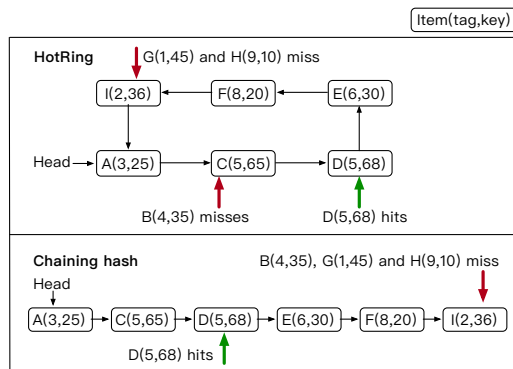 Item(tag,key)
HotRing
G(1,45) and H(9,10) miss
I(2,36)
F(8,20)
E(6,30)
Head
A(3,25)
C(5,65)
D(5,68)
B(4,35) misses
D(5,68) hits
Chaining hash
B(4,35), G(1,45) and H(9,10) miss
Head
A(3,25)
C(5,65)
D(5,68)
E(6,30)
F(8,20)
I(2,36)
D(5,68) hits